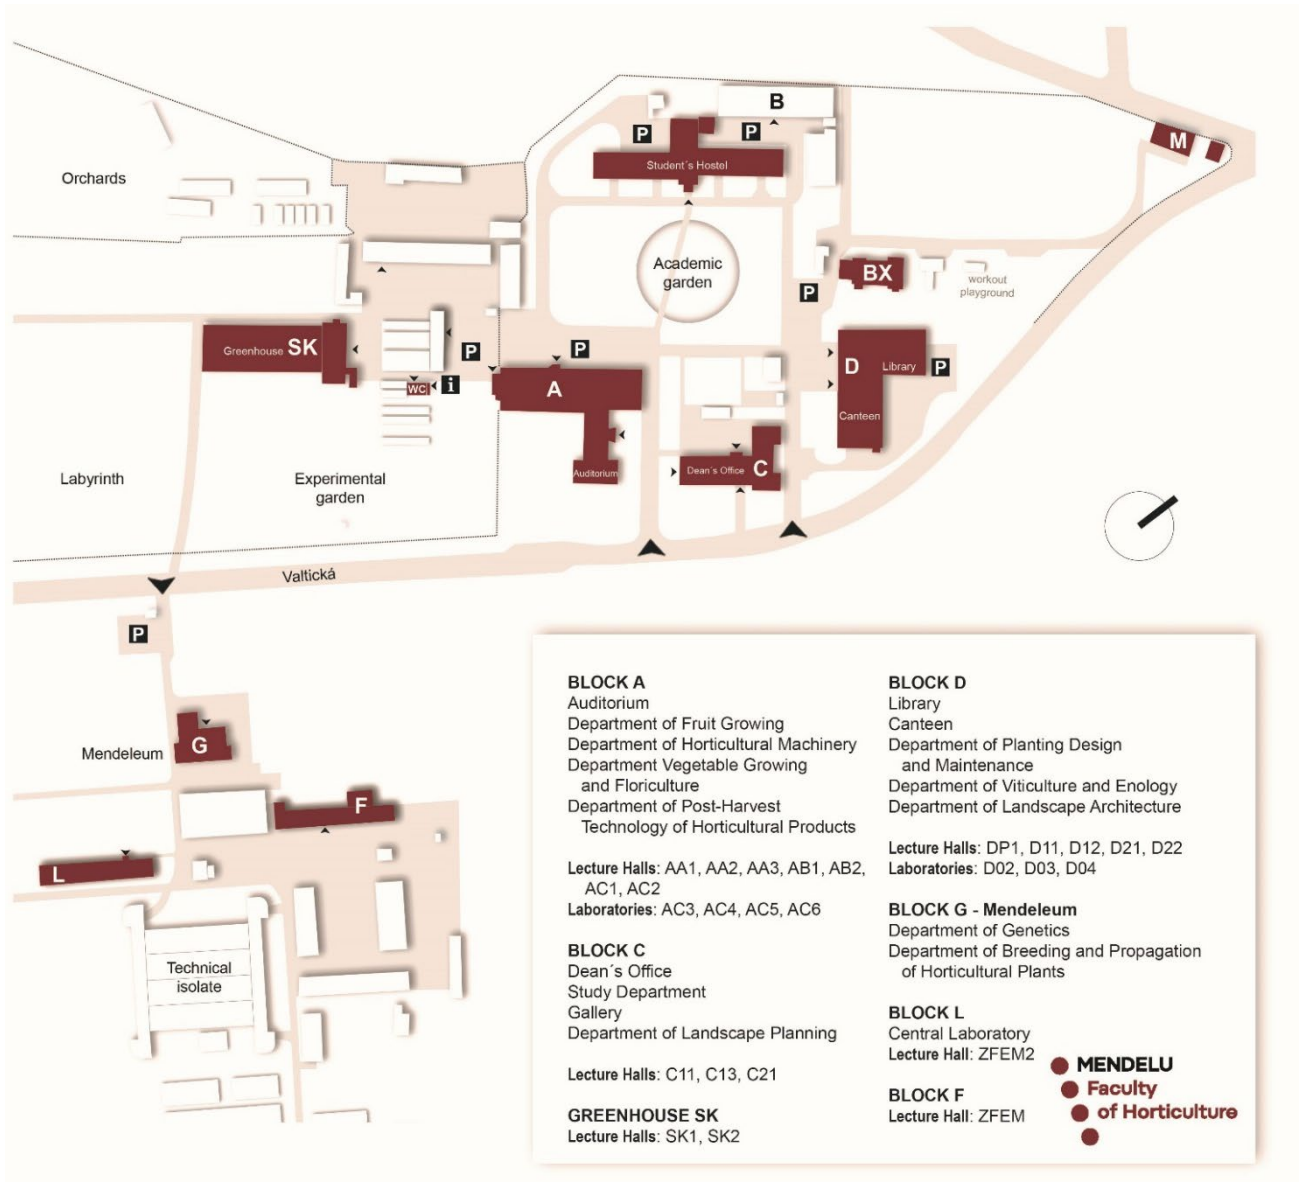 B
P
P
M
Student´s Hostel
Orchards
Academic
garden
BX
workout
playground
P
Greenhouse SK
P
P
D
Library
P
WC
i
A
Canteen
Labyrinth
Experimental
garden
Auditorium
Dean´s Office
C
Valtická
P
Mendeleum
G
F
L
Technical
isolate
BLOCK A
Auditorium
Department of Fruit Growing
Department of Horticultural Machinery
Department Vegetable Growing
and Floriculture
Department of Post-Harvest
Technology of Horticultural Products
Lecture Halls: AA1, AA2, AA3, AB1, AB2,
AC1, AC2
Laboratories: AC3, AC4, AC5, AC6
BLOCK C
Dean´s Office
Study Department
Gallery
Department of Landscape Planning
Lecture Halls: C11, C13, C21
GREENHOUSE SK
Lecture Halls: SK1, SK2
BLOCK D
Library
Canteen
Department of Planting Design
and Maintenance
Department of Viticulture and Enology
Department of Landscape Architecture
Lecture Halls: DP1, D11, D12, D21, D22
Laboratories: D02, D03, D04
BLOCK G - Mendeleum
Department of Genetics
Department of Breeding and Propagation
of Horticultural Plants
BLOCK L
Central Laboratory
Lecture Hall: ZFEM2
BLOCK F
Lecture Hall: ZFEM
MENDELU
Faculty
of Horticulture